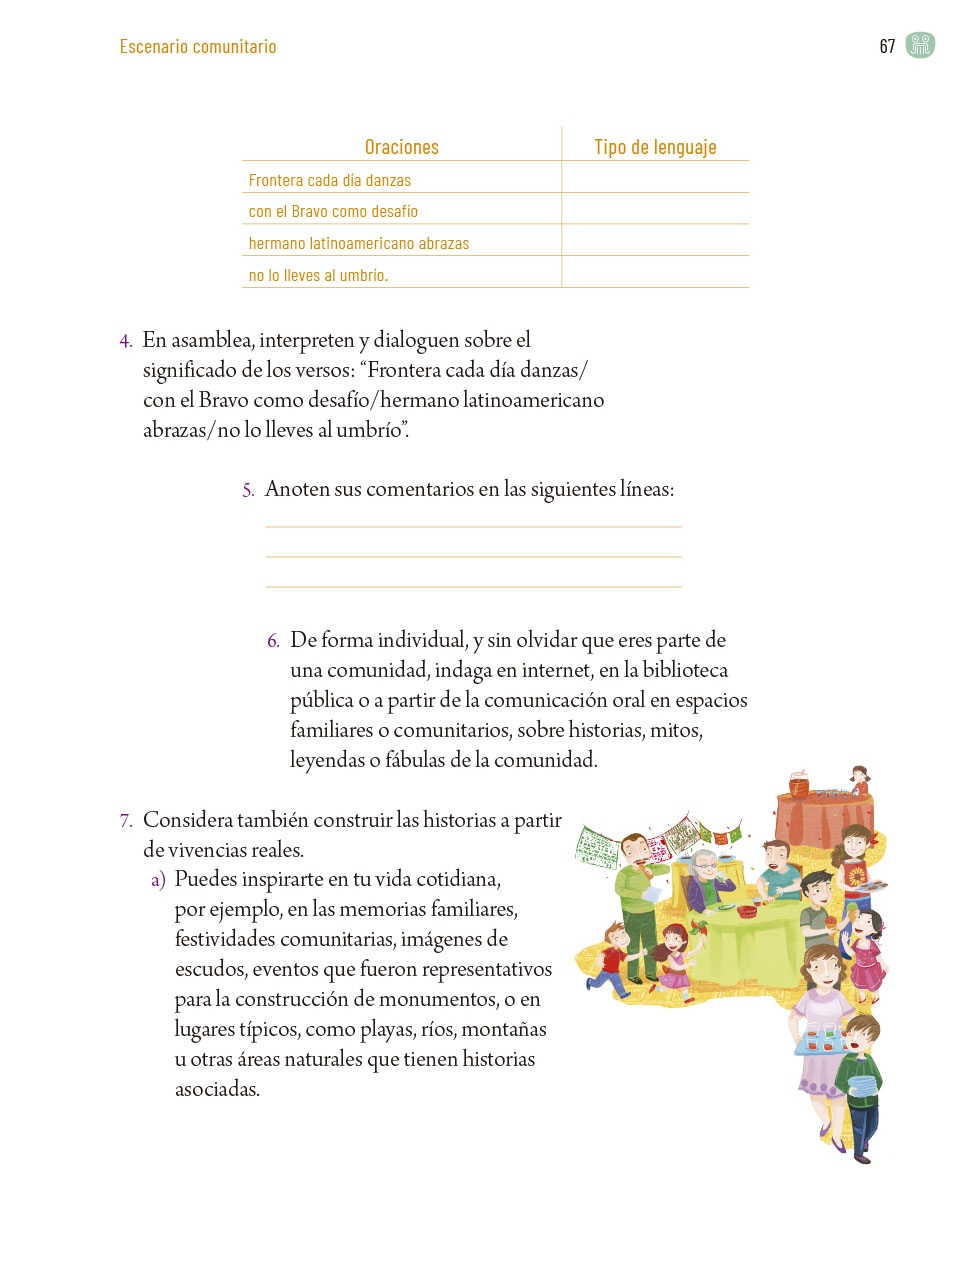 Escenario comunitario
67
Oraciones Tipo de lenguaje
Frontera cada día danzas
con el Bravo como desafío
hermano latinoamericano abrazas
no lo lleves al umbrío.
4. En asamblea, interpreten y dialoguen sobre el
significado de los versos: “Frontera cada día danzas/
con el Bravo como desafío/hermano latinoamericano
abrazas/no lo lleves al umbrío”.
5. Anoten sus comentarios en las siguientes líneas:
6. De forma individual, y sin olvidar que eres parte de
una comunidad, indaga en internet, en la biblioteca
pública o a partir de la comunicación oral en espacios
familiares o comunitarios, sobre historias, mitos,
leyendas o fábulas de la comunidad.
7. Considera también construir las historias a partir
de vivencias reales.
a) Puedes inspirarte en tu vida cotidiana,
por ejemplo, en las memorias familiares,
festividades comunitarias, imágenes de
escudos, eventos que fueron representativos
para la construcción de monumentos, o en
lugares típicos, como playas, ríos, montañas
u otras áreas naturales que tienen historias
asociadas.